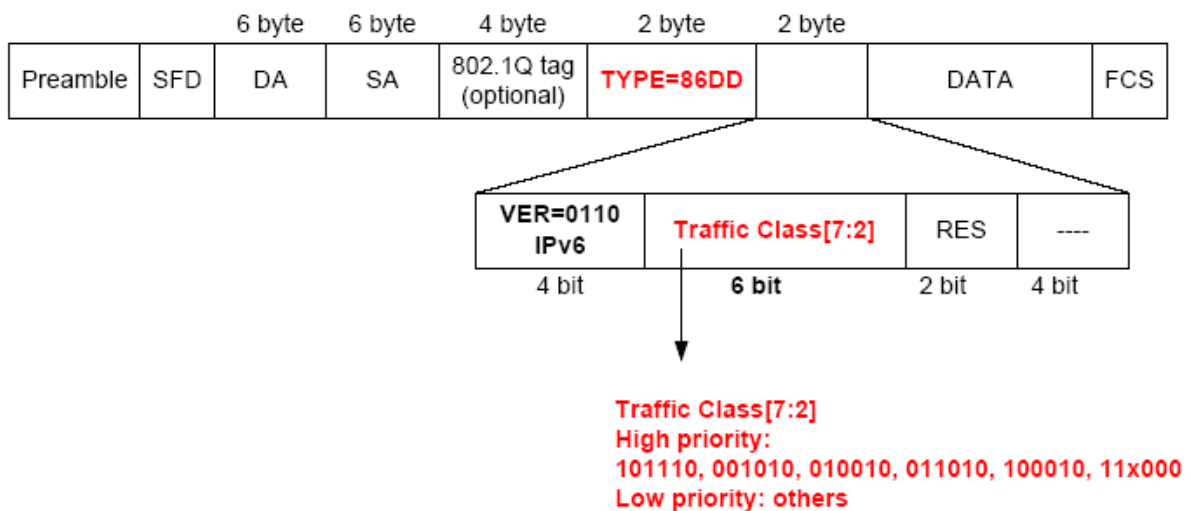 6 byte 6 byte 4 byte 2 byte 2 byte
Preamble SFD DA SA 802.1Q tag (optional) TYPE=86DD DATA FCS
VER=0110 IPv6 Traffic Class[7:2] RES ----
4 bit 6 bit 2 bit 4 bit
Traffic Class[7:2]
High priority:
101110, 001010, 010010, 011010, 100010, 11x000
Low priority: others